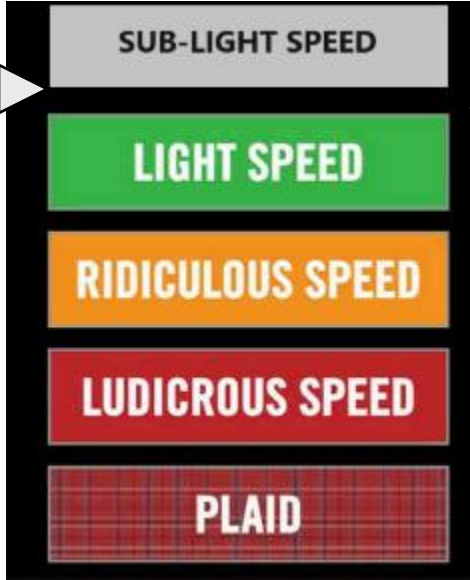 SUB-LIGHT SPEED
LIGHT SPEED
RIDICULOUS SPEED
LUDICROUS SPEED
PLAID